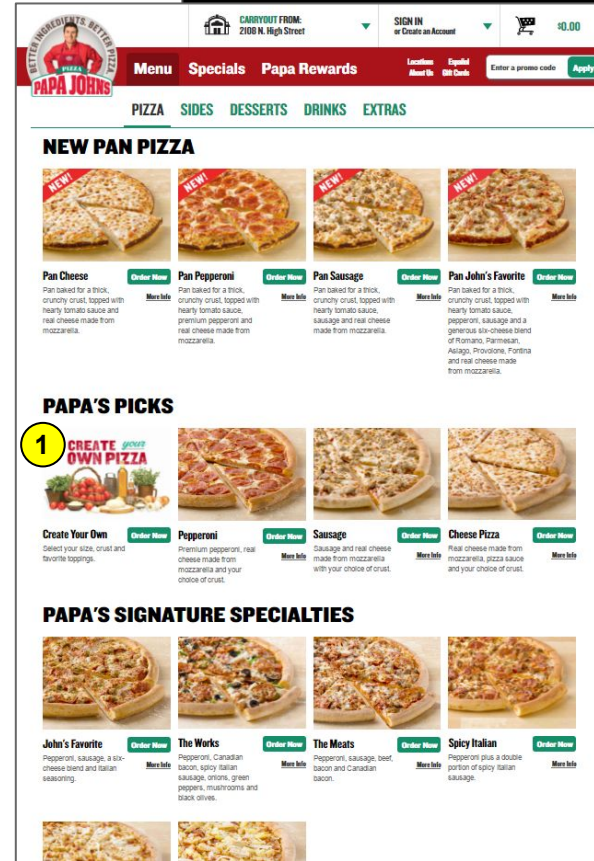 BETTER INGREDIENTS. BETTER PIZZA.
PIZZA
PAPA JOHNS
CARRYOUT FROM:
2108 N. High Street
SIGN IN
or Create an Account
$0.00
Menu Specials Papa Rewards
Locations Español
About Us Gift Cards
Enter a promo code Apply
PIZZA SIDES DESSERTS DRINKS EXTRAS
NEW PAN PIZZA
NEW! NEW! NEW! NEW!
Pan Cheese Order Now
Pan baked for a thick,
crunchy crust, topped with
hearty tomato sauce and
real cheese made from
mozzarella.
More Info
Pan Pepperoni Order Now
Pan baked for a thick,
crunchy crust, topped with
hearty tomato sauce,
premium pepperoni and
real cheese made from
mozzarella.
More Info
Pan Sausage Order Now
Pan baked for a thick,
crunchy crust, topped with
hearty tomato sauce,
sausage and real cheese
made from mozzarella.
More Info
Pan John's Favorite Order Now
Pan baked for a thick,
crunchy crust, topped with
hearty tomato sauce,
pepperoni, sausage and a
generous six-cheese blend
of Romano, Parmesan,
Asiago, Provolone, Fontina
and real cheese made
from mozzarella.
More Info
PAPA'S PICKS
1
CREATE your
OWN PIZZA
Create Your Own Order Now
Select your size, crust and
favorite toppings.
Pepperoni Order Now
Premium pepperoni, real
cheese made from
mozzarella and your
choice of crust.
More Info
Sausage Order Now
Sausage and real cheese
made from mozzarella
with your choice of crust.
More Info
Cheese Pizza Order Now
Real cheese made from
mozzarella, pizza sauce
and your choice of crust.
More Info
PAPA'S SIGNATURE SPECIALTIES
John's Favorite Order Now
Pepperoni, sausage, a six-
cheese blend and Italian
seasoning.
More Info
The Works Order Now
Pepperoni, Canadian
bacon, spicy Italian
sausage, onions, green
peppers, mushrooms and
black olives.
More Info
The Meats Order Now
Pepperoni, sausage, beef,
bacon and Canadian
bacon.
More Info
Spicy Italian Order Now
Pepperoni plus a double
portion of spicy Italian
sausage.
More Info